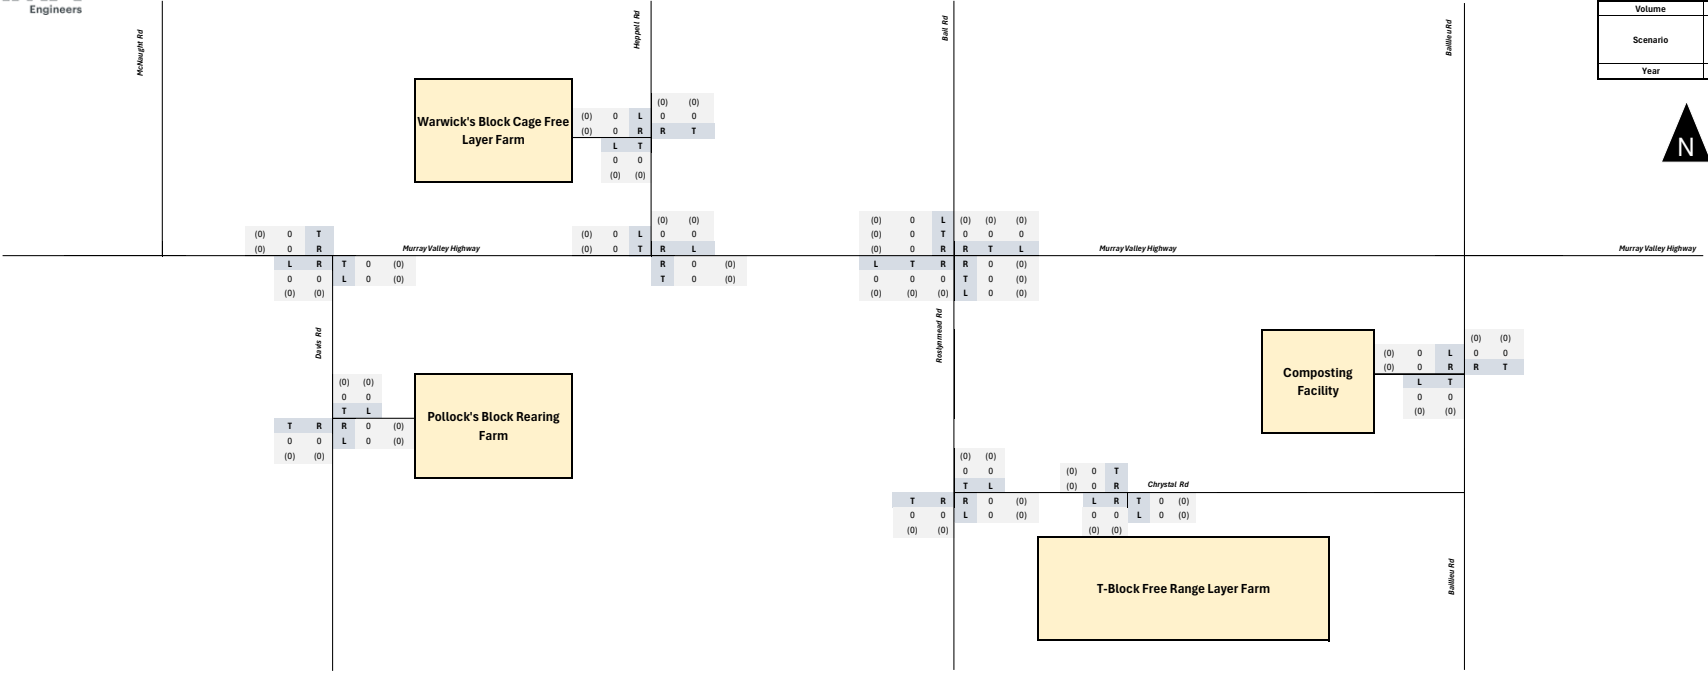 Engineers
McNaught Rd
Heppell Rd
Bail Rd
Baillieu Rd
Volume
Scenario
Year
N
Warwick's Block Cage Free
Layer Farm
(0) 0 L
(0) 0 R
(0) (0)
0 0
R T
L T
0 0
(0) (0)
(0) 0 T
(0) 0 R
Murray Valley Highway
L R
0 0
(0) (0)
T 0 (0)
L 0 (0)
(0) 0 L
(0) 0 T
(0) (0)
0 0
R L
R 0 (0)
T 0 (0)
(0) 0 L
(0) 0 T
(0) 0 R
(0) (0) (0)
0 0 0
R T L
L T R
0 0 0
(0) (0) (0)
R 0 (0)
T 0 (0)
L 0 (0)
Murray Valley Highway
Murray Valley Highway
Davis Rd
Roslynmead Rd
(0) (0)
0 0
T L
T R
0 0
(0) (0)
R 0 (0)
L 0 (0)
Pollock's Block Rearing
Farm
Composting
Facility
(0) 0 L
(0) 0 R
(0) (0)
0 0
R T
L T
0 0
(0) (0)
(0) (0)
0 0
T L
T R
0 0
(0) (0)
R 0 (0)
L 0 (0)
(0) 0 T
(0) 0 R
Chrystal Rd
L R
0 0
(0) (0)
T 0 (0)
L 0 (0)
T-Block Free Range Layer Farm
Baillieu Rd